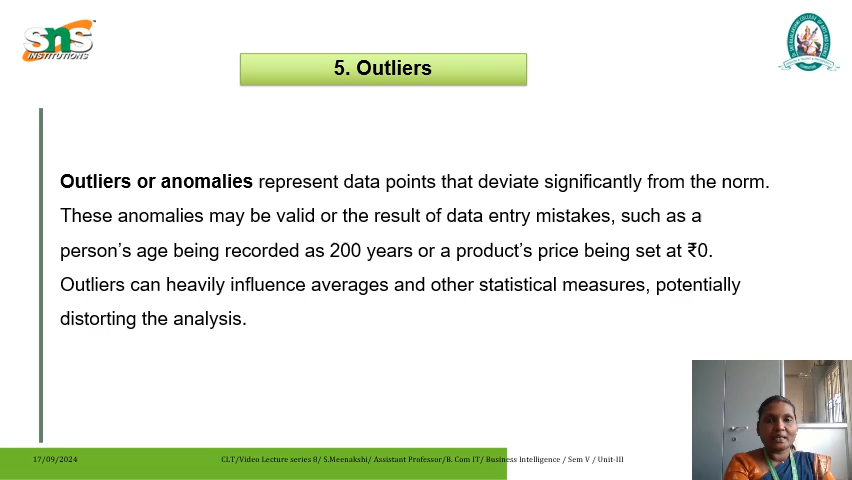 SNS
INSTITUTIONS
5. Outliers
Outliers or anomalies represent data points that deviate significantly from the norm.
These anomalies may be valid or the result of data entry mistakes, such as a
person's age being recorded as 200 years or a product's price being set at ₹0.
Outliers can heavily influence averages and other statistical measures, potentially
distorting the analysis.
17/09/2024
CLT/Video Lecture series 8/ S.Meenakshi/ Assistant Professor/B. Com IT/ Business Intelligence / Sem V / Unit-III